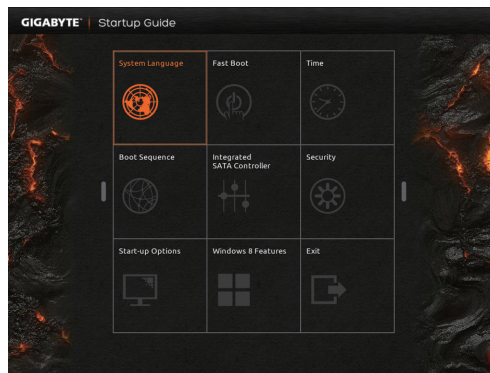 GIGABYTE™ Startup Guide
System Language
Fast Boot
Time
Boot Sequence
Integrated
SATA Controller
Security
Start-up Options
Windows 8 Features
Exit